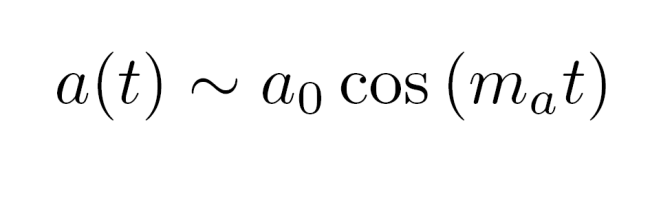 a(t) ∼ a₀ cos (mₐt)